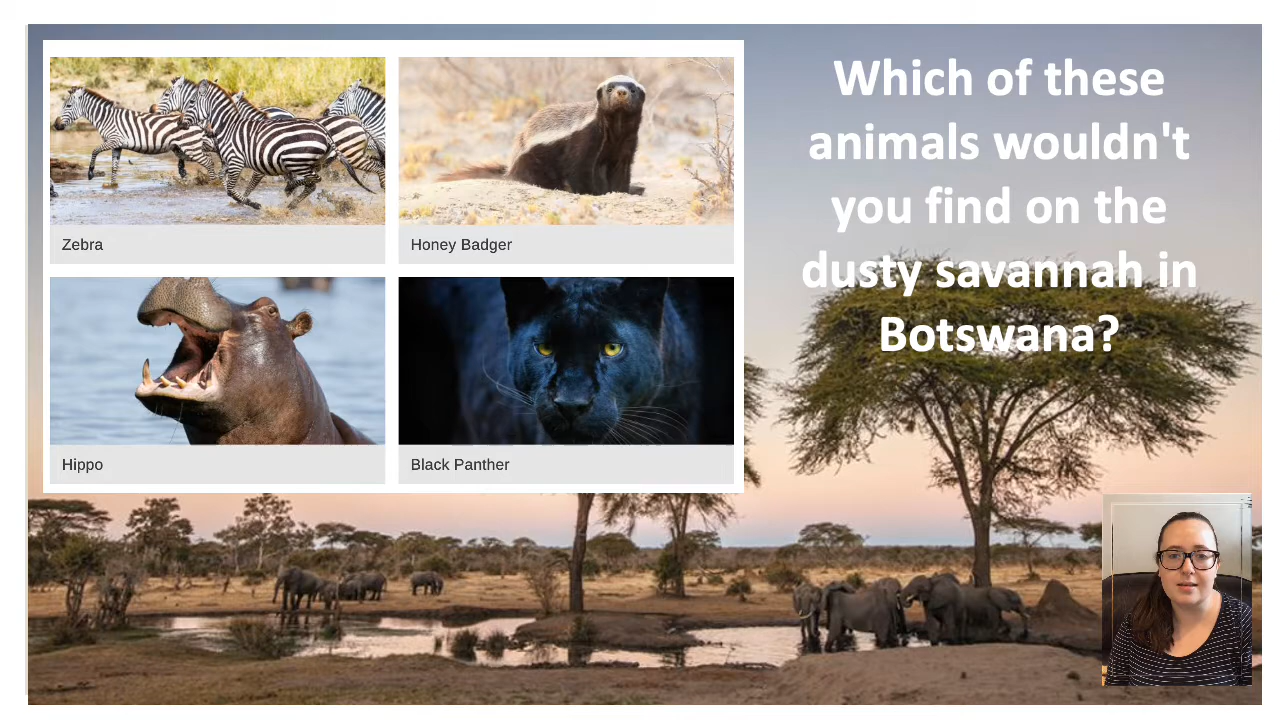 Which of these
animals wouldn't
you find on the
dusty savannah in
Botswana?
Zebra
Honey Badger
Hippo
Black Panther